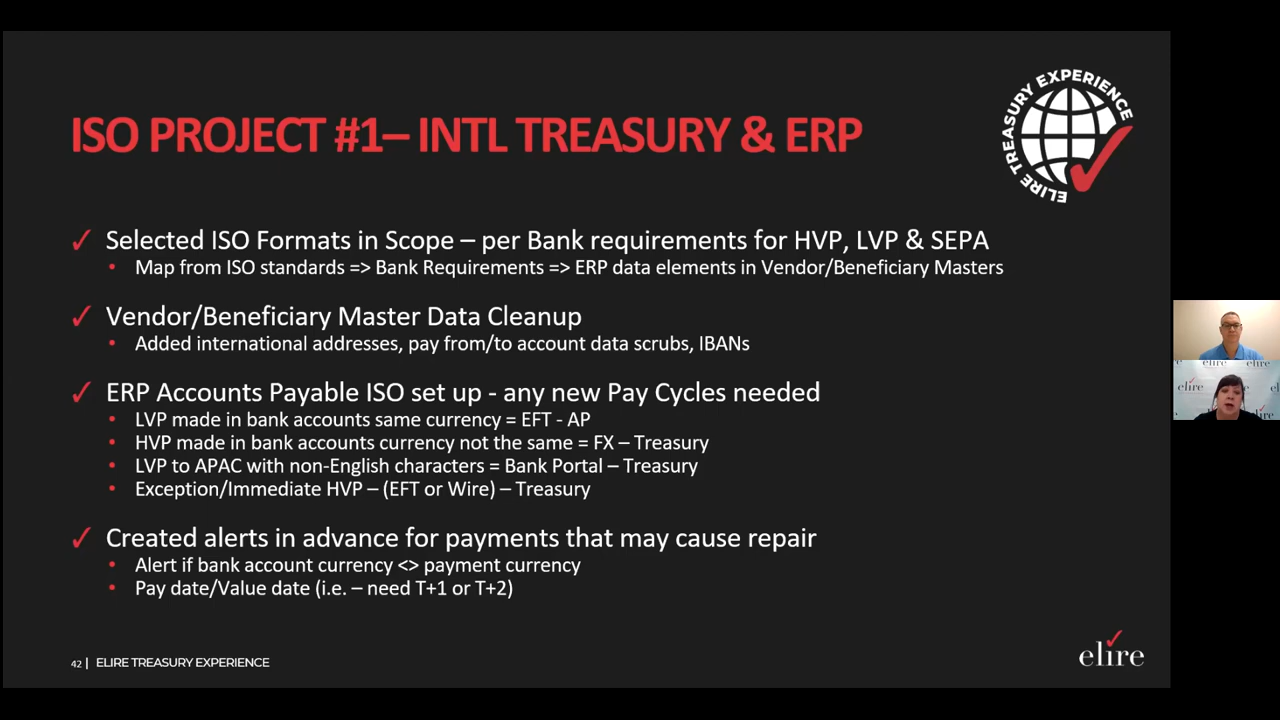 ISO PROJECT #1– INTL TREASURY & ERP
ELIRE TREASURY EXPERIENCE
✓ Selected ISO Formats in Scope – per Bank requirements for HVP, LVP & SEPA
• Map from ISO standards => Bank Requirements => ERP data elements in Vendor/Beneficiary Masters
✓ Vendor/Beneficiary Master Data Cleanup
• Added international addresses, pay from/to account data scrubs, IBANs
✓ ERP Accounts Payable ISO set up - any new Pay Cycles needed
• LVP made in bank accounts same currency = EFT - AP
• HVP made in bank accounts currency not the same = FX – Treasury
• LVP to APAC with non-English characters = Bank Portal – Treasury
• Exception/Immediate HVP – (EFT or Wire) – Treasury
✓ Created alerts in advance for payments that may cause repair
• Alert if bank account currency <> payment currency
• Pay date/Value date (i.e. – need T+1 or T+2)
42 | ELIRE TREASURY EXPERIENCE
elire
elire
elire